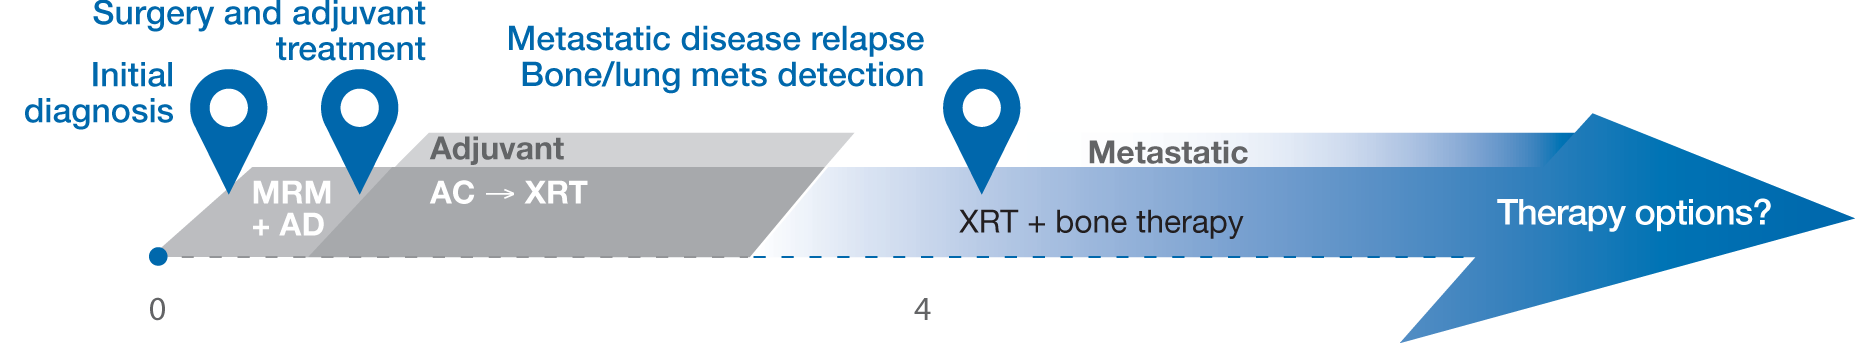 Surgery and adjuvant
treatment
Initial
diagnosis
Metastatic disease relapse
Bone/lung mets detection
Adjuvant
Metastatic
MRM
+ AD
AC → XRT
XRT + bone therapy
Therapy options?
0
4